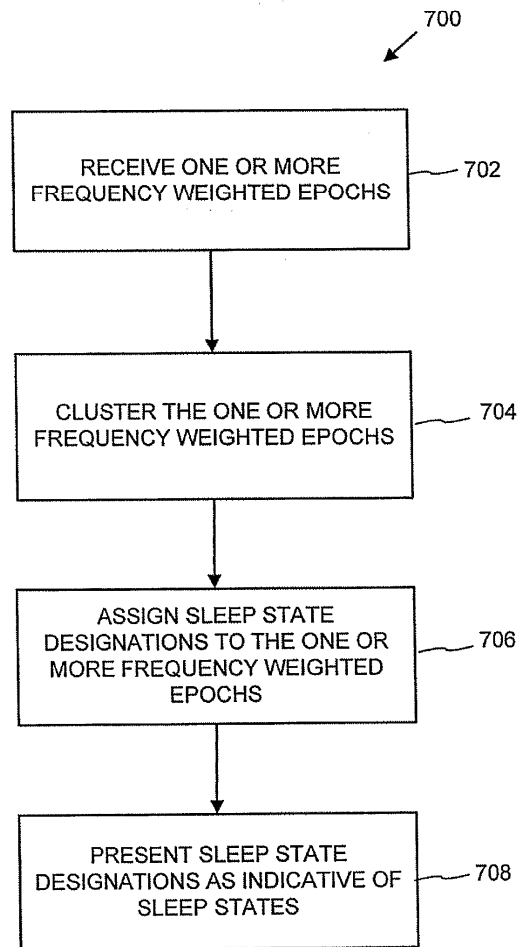 700
RECEIVE ONE OR MORE
FREQUENCY WEIGHTED EPOCHS
702
CLUSTER THE ONE OR MORE
FREQUENCY WEIGHTED EPOCHS
704
ASSIGN SLEEP STATE
DESIGNATIONS TO THE ONE OR
MORE FREQUENCY WEIGHTED
EPOCHS
706
PRESENT SLEEP STATE
DESIGNATIONS AS INDICATIVE OF
SLEEP STATES
708